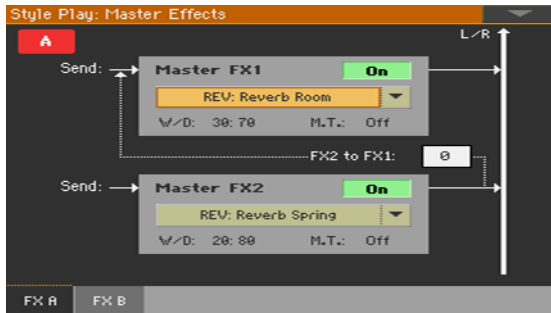 Style Play: Master Effects
A
L/R
Send:
Master FX1
On
REV: Reverb Room
W/D: 30:70 M.T.: Off
FX2 to FX1: 0
Send:
Master FX2
On
REV: Reverb Spring
W/D: 20:80 M.T.: Off
FX A
FX B